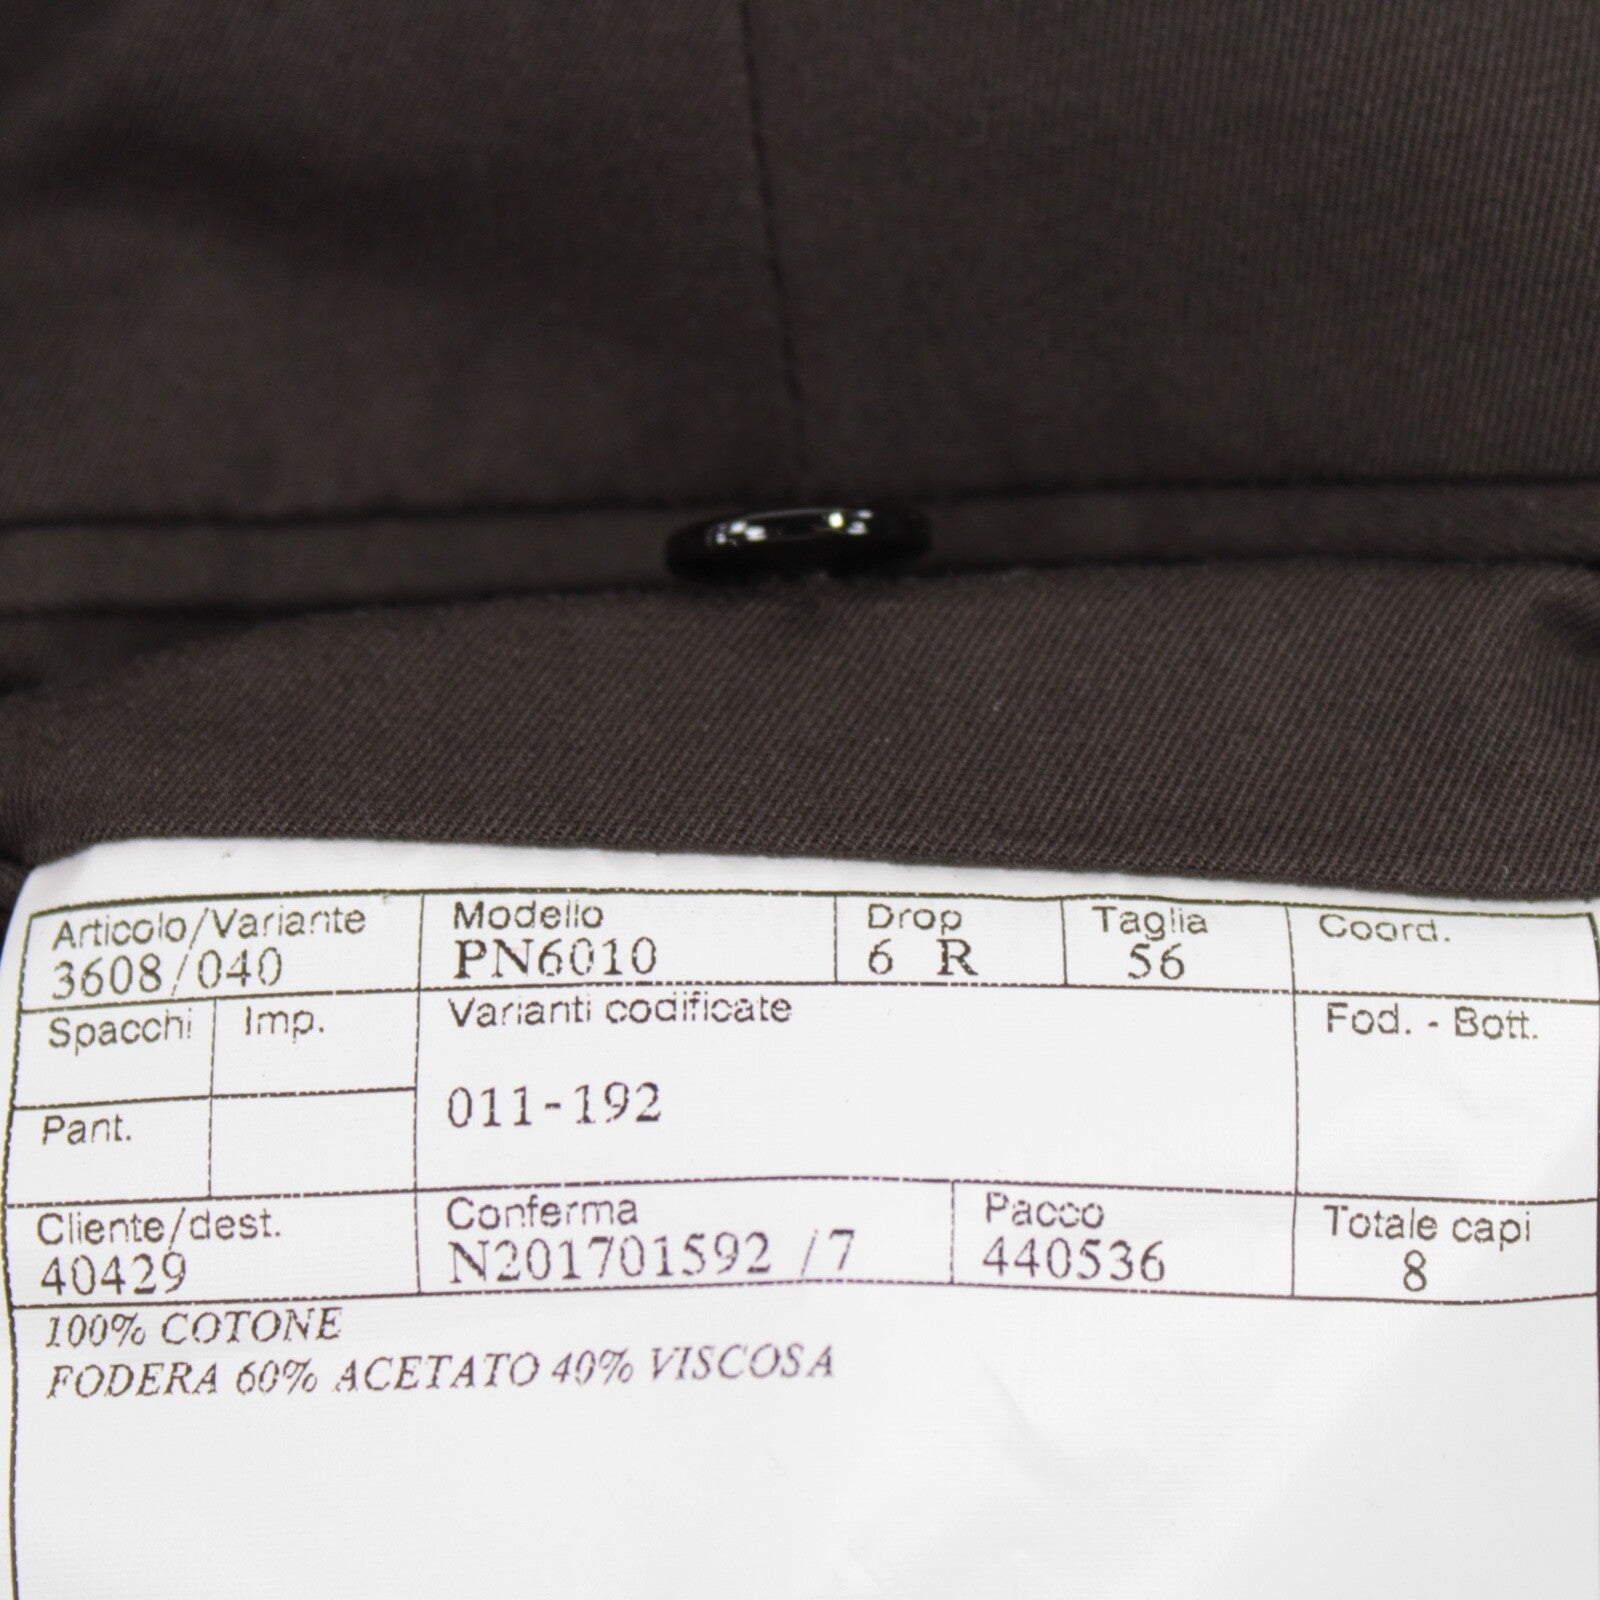 Articolo/Variante Modello Drop Taglia Coord.
3608/040 PN6010 6 R 56
Spacchi Imp. Varianti codificate Fod. - Bott.
011-192
Pant.
Cliente/dest. Conferma Pacco Totale capi
40429 N201701592 /7 440536 8
100% COTONE
FODERA 60% ACETATO 40% VISCOSA